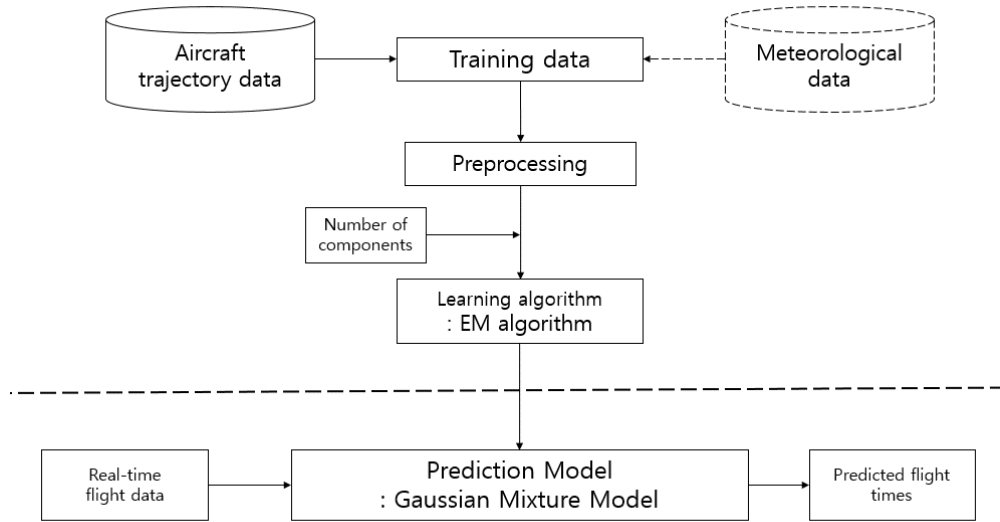 Aircraft
trajectory data
Training data
Meteorological
data
Preprocessing
Number of
components
Learning algorithm
: EM algorithm
Real-time
flight data
Prediction Model
: Gaussian Mixture Model
Predicted flight
times